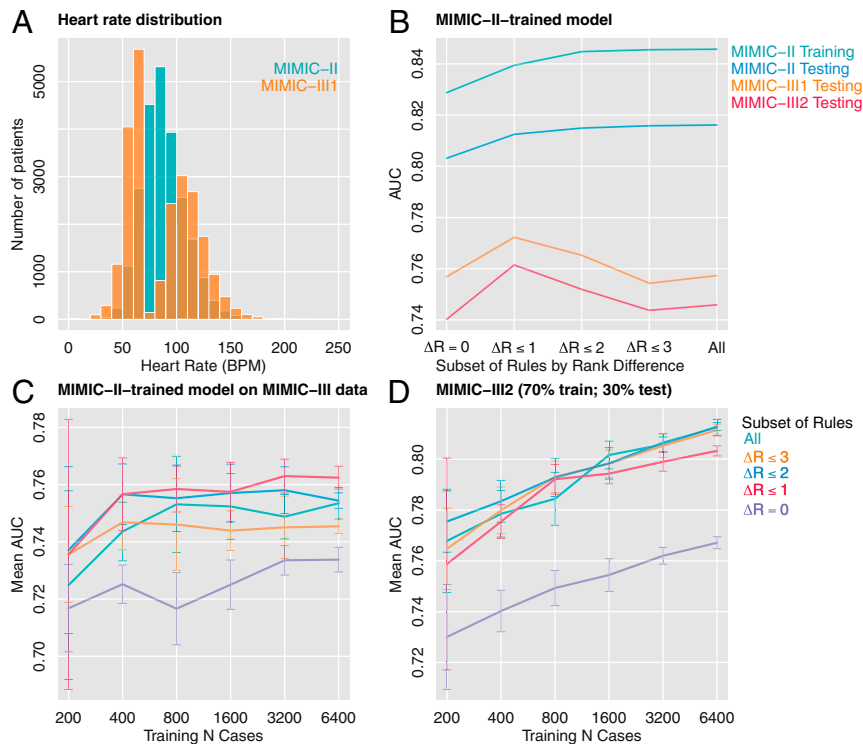 A Heart rate distribution
Number of patients
0 1000 3000 5000
MIMIC−II
MIMIC−III1
0 50 100 150 200 250
Heart Rate (BPM)
B MIMIC−II−trained model
AUC
0.74 0.76 0.78 0.80 0.82 0.84
MIMIC−II Training
MIMIC−II Testing
MIMIC−III1 Testing
MIMIC−III2 Testing
ΔR = 0 ΔR ≤ 1 ΔR ≤ 2 ΔR ≤ 3 All
Subset of Rules by Rank Difference
C MIMIC−II−trained model on MIMIC−III data
Mean AUC
0.70 0.72 0.74 0.76 0.78
200 400 800 1600 3200 6400
Training N Cases
D MIMIC−III2 (70% train; 30% test)
Mean AUC
0.72 0.74 0.76 0.78 0.80
200 400 800 1600 3200 6400
Training N Cases
Subset of Rules
All
ΔR ≤ 3
ΔR ≤ 2
ΔR ≤ 1
ΔR = 0